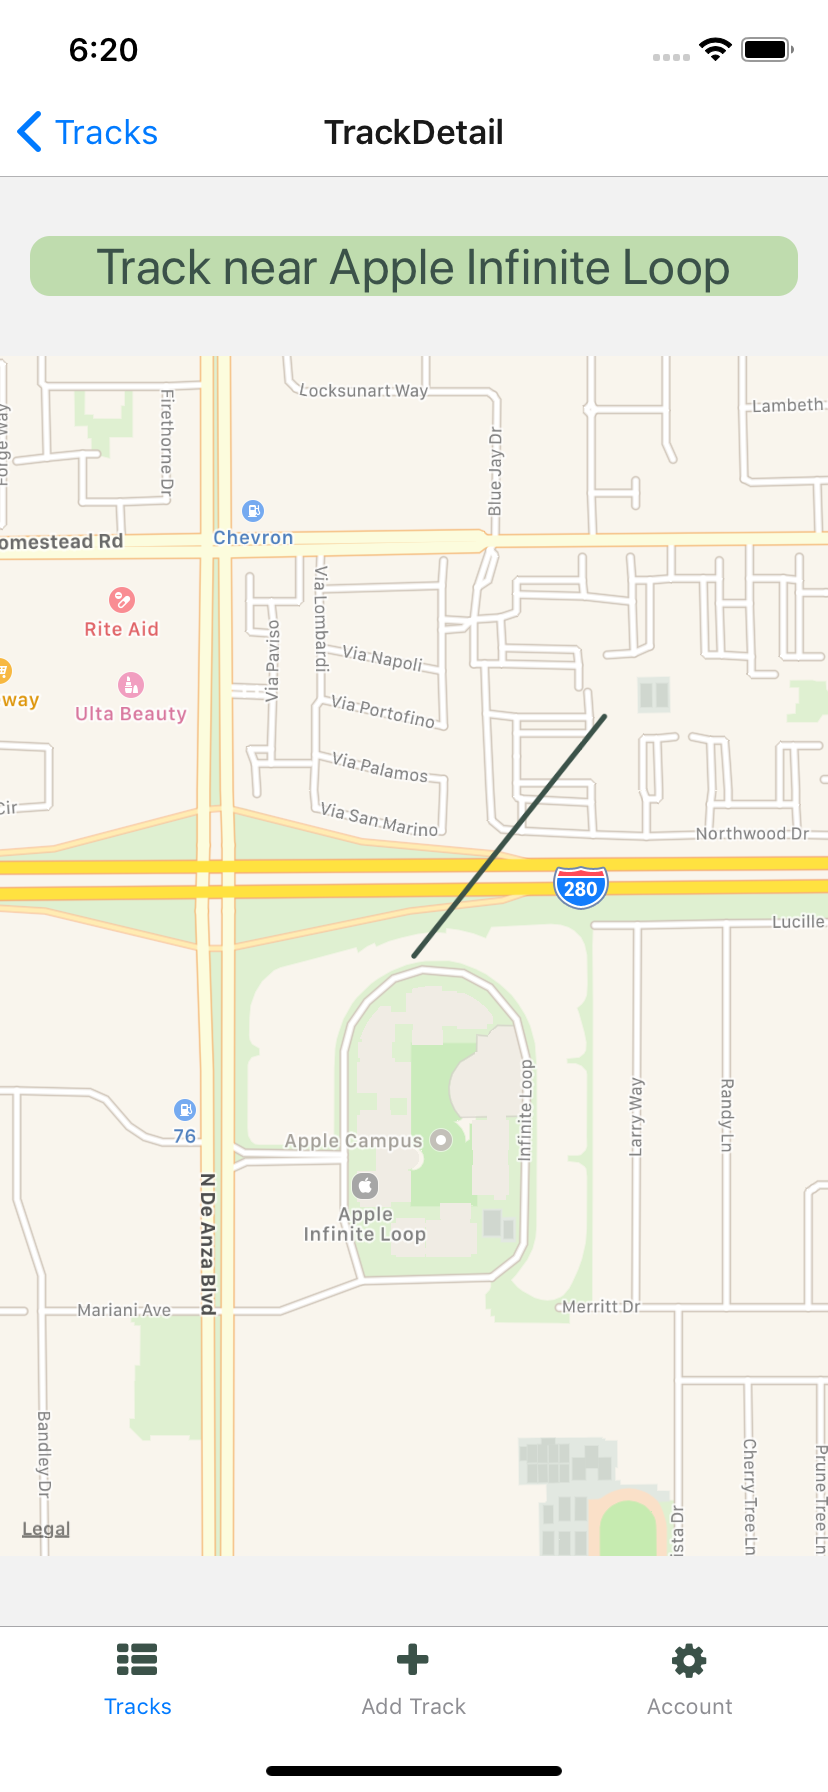 6:20
Tracks
TrackDetail
Track near Apple Infinite Loop
Locksunart Way
Firethorne Dr
Lambeth
Blue Jay Dr
Chevron
omestead Rd
Via Lombardi
Rite Aid
Via Paviso
Via Napoli
way
Ulta Beauty
Via Portofino
Via Palamos
Cir
Via San Marino
Northwood Dr
280
Lucille
Infinite Loop
Larry Way
Randy Ln
76
Apple Campus
N De Anza Blvd
Apple
Infinite Loop
Mariani Ave
Merritt Dr
Bandley Dr
Cherry Tree Ln
Prune Tree Ln
ista Dr
Legal
Tracks
Add Track
Account